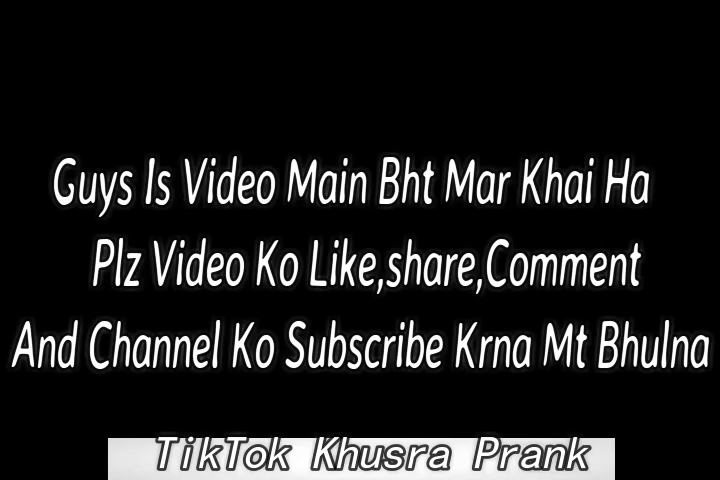 Guys Is Video Main Bht Mar Khai Ha
Plz Video Ko Like,share,Comment
And Channel Ko Subscribe Krna Mt Bhulna
TikTok Khusra Prank